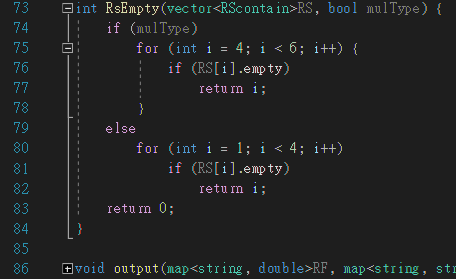 73 int RsEmpty(vector<RScontain>RS, bool mulType) {
74 if (mulType)
75 for (int i = 4; i < 6; i++) {
76 if (RS[i].empty)
77 return i;
78 }
79 else
80 for (int i = 1; i < 4; i++)
81 if (RS[i].empty)
82 return i;
83 return 0;
84 }
85
86 void output(map<string, double>RF, map<string, str